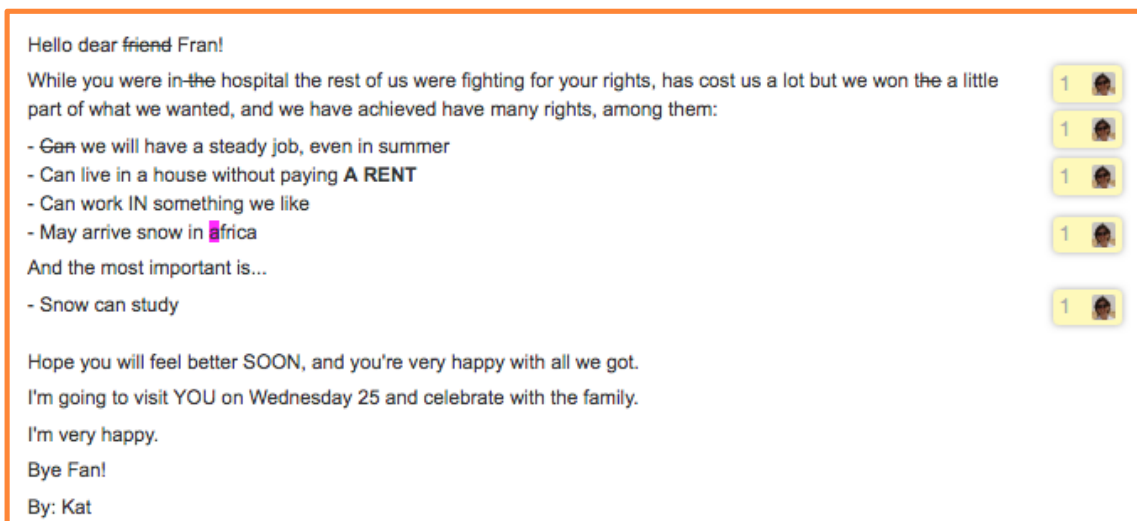 Hello dear friend Fran!
While you were in the hospital the rest of us were fighting for your rights, has cost us a lot but we won the a little
part of what we wanted, and we have achieved have many rights, among them:
- Can we will have a steady job, even in summer
- Can live in a house without paying A RENT
- Can work IN something we like
- May arrive snow in africa
And the most important is...
- Snow can study
Hope you will feel better SOON, and you're very happy with all we got.
I'm going to visit YOU on Wednesday 25 and celebrate with the family.
I'm very happy.
Bye Fan!
By: Kat
1
1
1
1
1